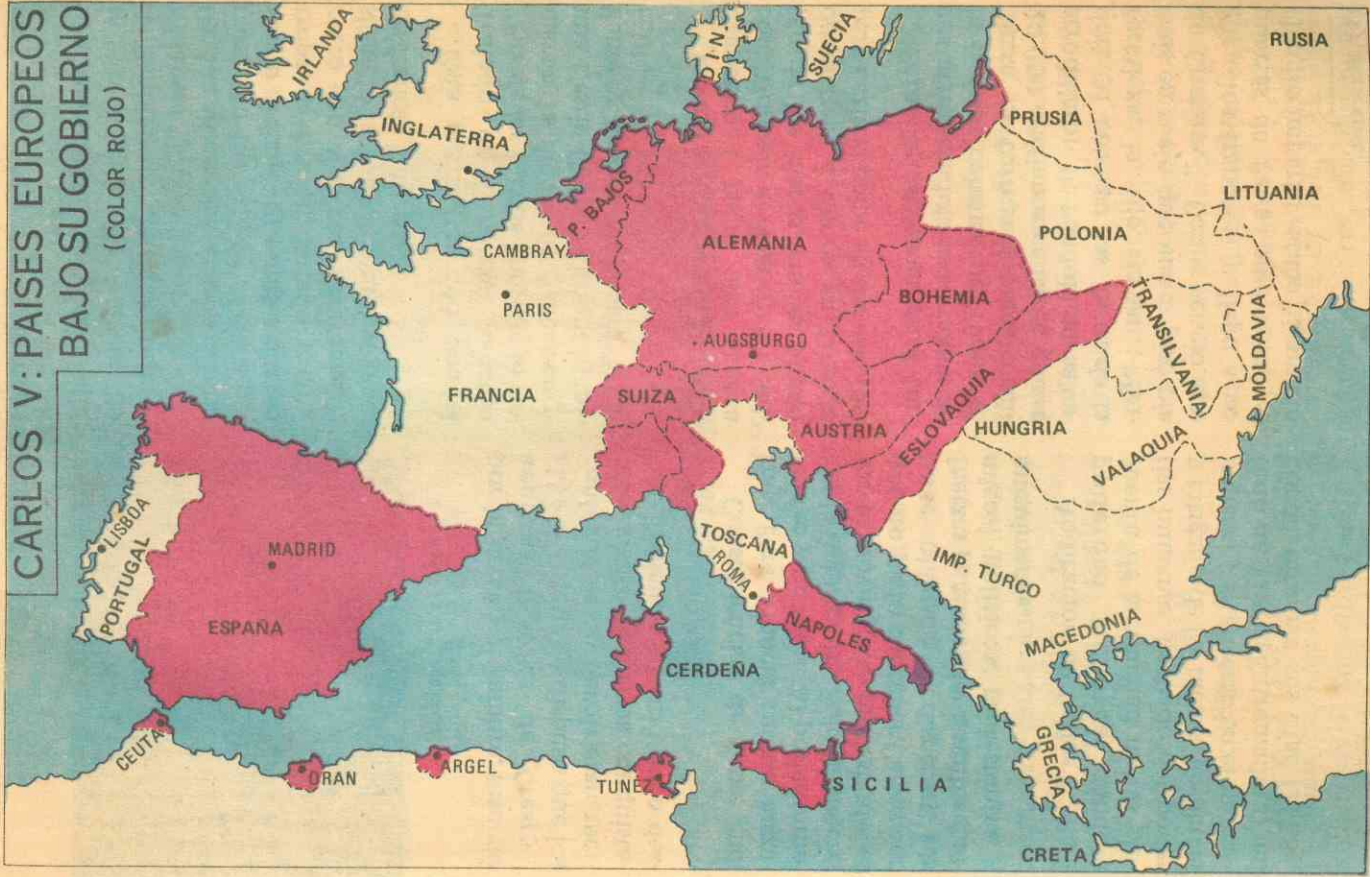 CARLOS V: PAISES EUROPEOS
BAJO SU GOBIERNO
(COLOR ROJO)
IRLANDA
INGLATERRA
DIN.
SUECIA
RUSIA
PRUSIA
LITUANIA
P. BAJOS
CAMBRAY
ALEMANIA
POLONIA
PARIS
BOHEMIA
TRANSILVANIA
MOLDAVIA
AUGSBURGO
FRANCIA
SUIZA
AUSTRIA
ESLOVAQUIA
HUNGRIA
VALAQUIA
LISBOA
PORTUGAL
MADRID
ESPAÑA
TOSCANA
ROMA
IMP. TURCO
NAPOLES
MACEDONIA
CERDEÑA
CEUTA
ORAN
ARGEL
TUNEZ
SICILIA
GRECIA
CRETA